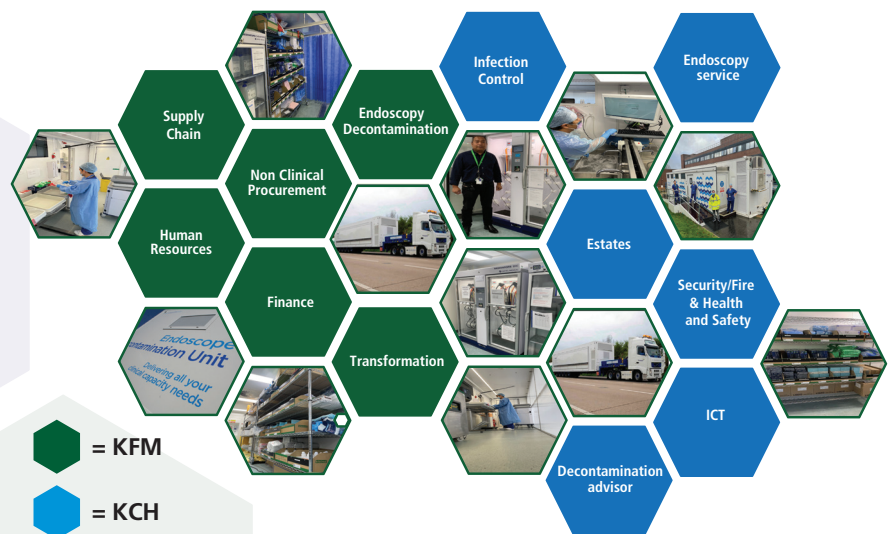 Infection
Control
Endoscopy
service
Supply
Chain
Endoscopy
Decontamination
Non Clinical
Procurement
Human
Resources
Estates
Finance
Security/Fire
& Health
and Safety
Transformation
Endoscope
contamination Unit
Delivering all your
clinical capacity needs
ICT
Decontamination
advisor
= KFM
= KCH